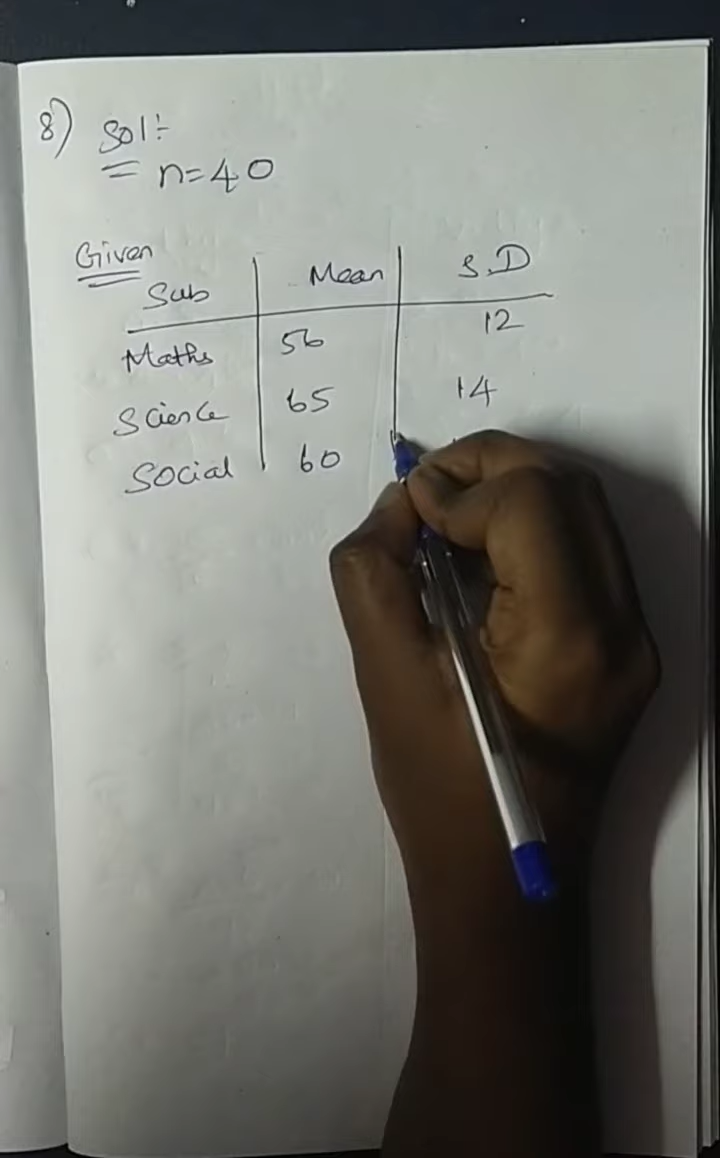 8) Sol:-
n=40
Given
Sub Mean S.D
Maths 56 12
Science 65 14
Social 60